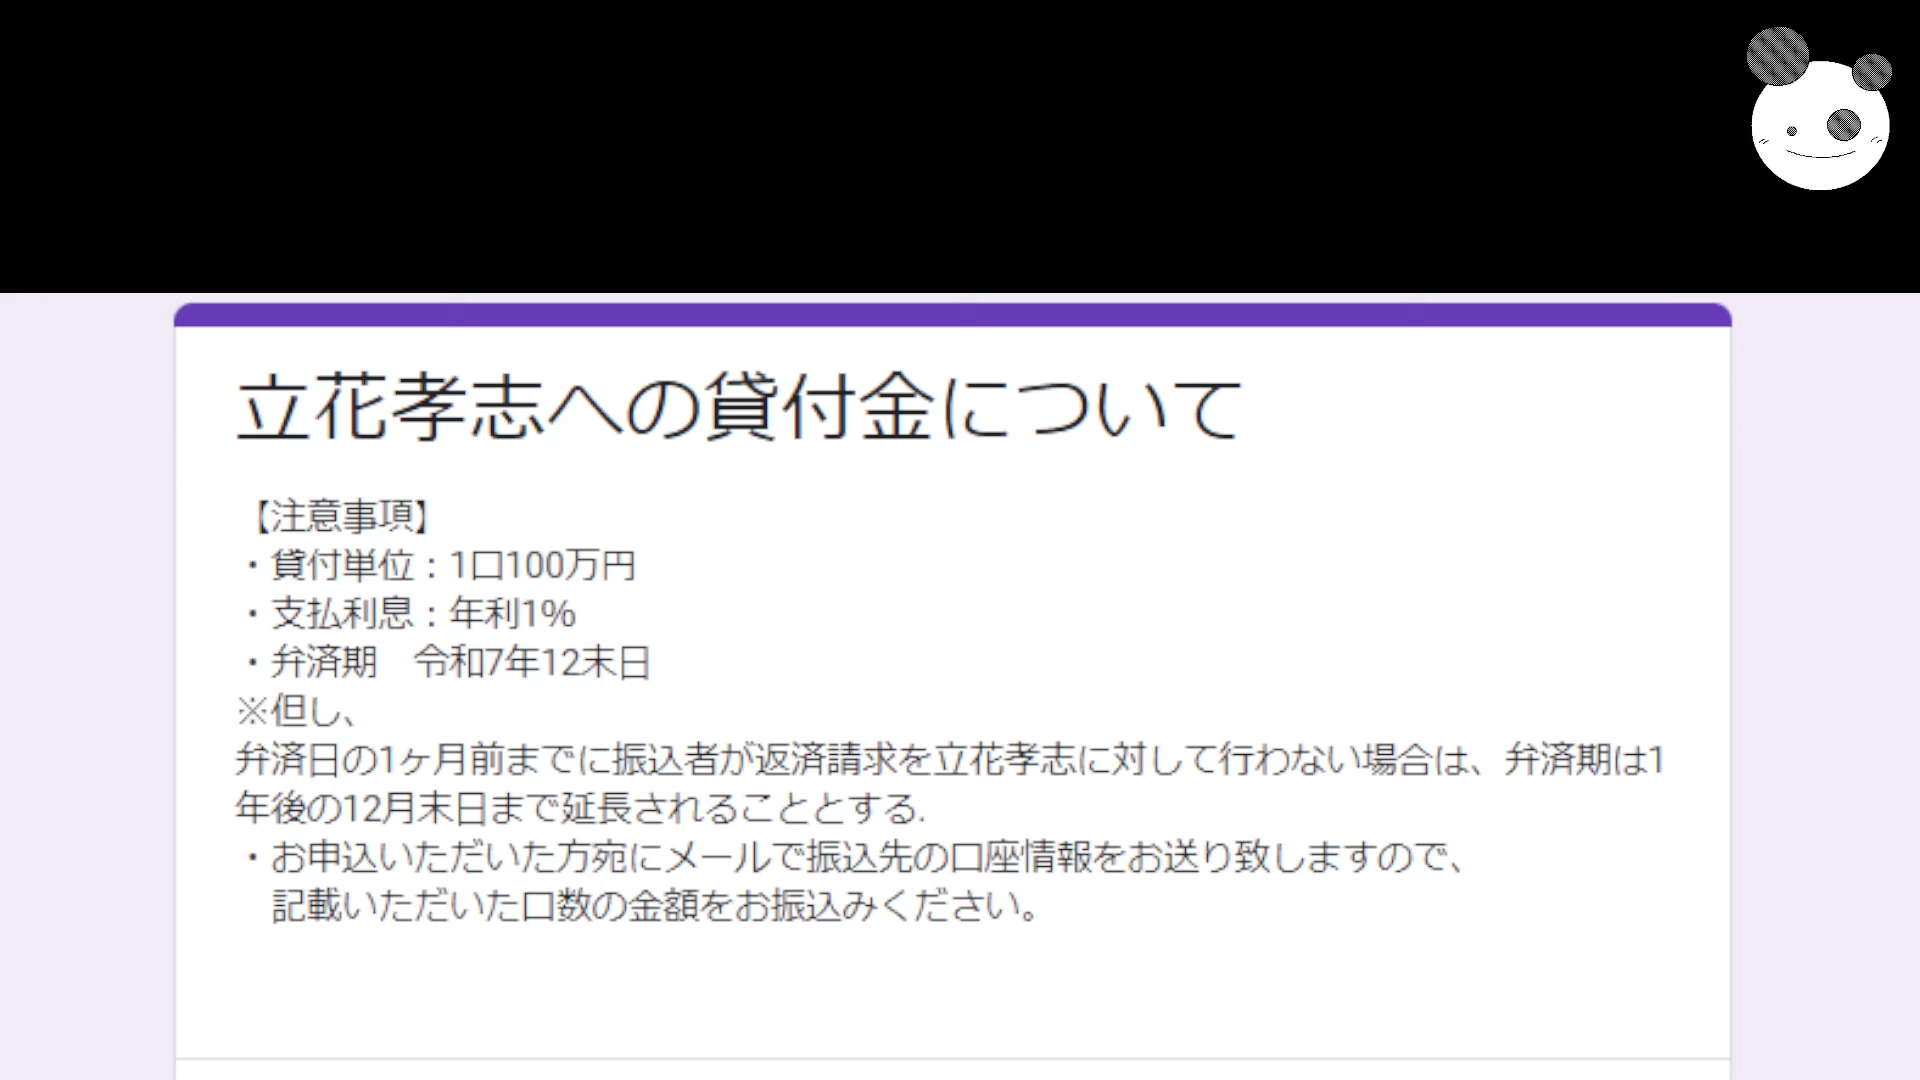 立花孝志への貸付金について
【注意事項】
・貸付単位：1口100万円
・支払利息：年利1%
・弁済期　令和7年12末日
※但し、
弁済日の1ヶ月前までに振込者が返済請求を立花孝志に対して行わない場合は、弁済期は1
年後の12月末日まで延長されることとする.
・お申込いただいた方宛にメールで振込先の口座情報をお送り致しますので、
　記載いただいた口数の金額をお振込みください。